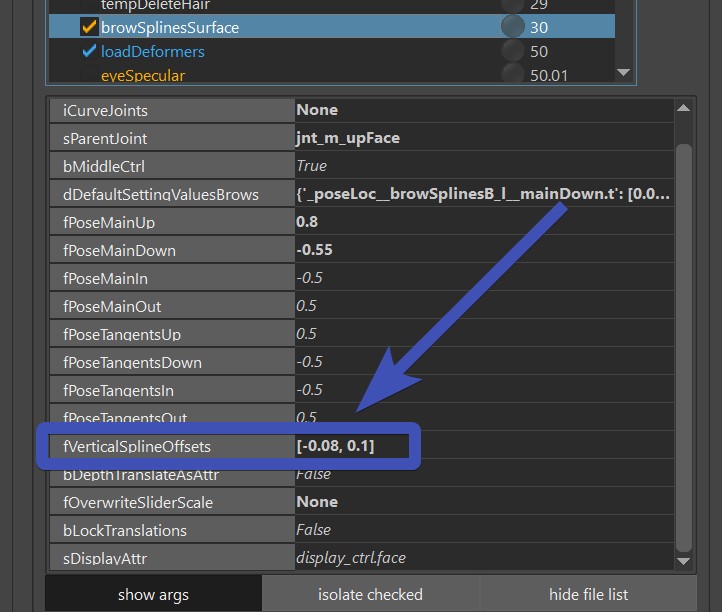 tempDeleteHair 29
browSplinesSurface 30
loadDeformers 50
eyeSpecular 50.01
iCurveJoints None
sParentJoint jnt_m_upFace
bMiddleCtrl True
dDefaultSettingValuesBrows {'_poseLoc__browSplinesB_l__mainDown.t': [0.0...
fPoseMainUp 0.8
fPoseMainDown -0.55
fPoseMainIn -0.5
fPoseMainOut 0.5
fPoseTangentsUp 0.5
fPoseTangentsDown -0.5
fPoseTangentsIn -0.5
fPoseTangentsOut 0.5
fVerticalSplineOffsets [-0.08, 0.1]
bDepthTranslateAsAttr False
fOverwriteSliderScale None
bLockTranslations False
sDisplayAttr display_ctrl.face
show args isolate checked hide file list